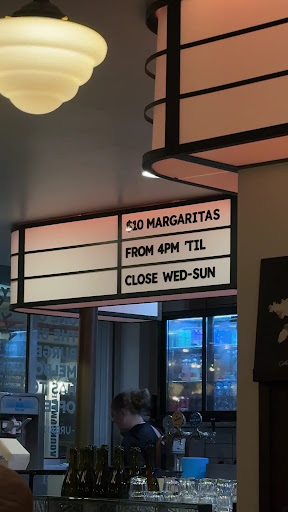 $10 MARGARITAS
FROM 4PM 'TIL
CLOSE WED-SUN